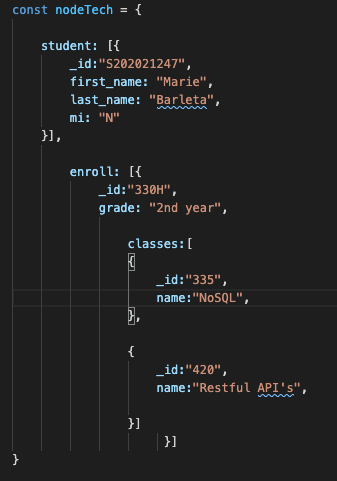 const nodeTech = {
student: [{
_id:"S202021247",
first_name: "Marie",
last_name: "Barleta",
mi: "N"
}],
enroll: [{
_id:"330H",
grade: "2nd year",
classes:[
{
_id:"335",
name:"NoSQL",
},
{
_id:"420",
name:"Restful API's",
}]
}]
}